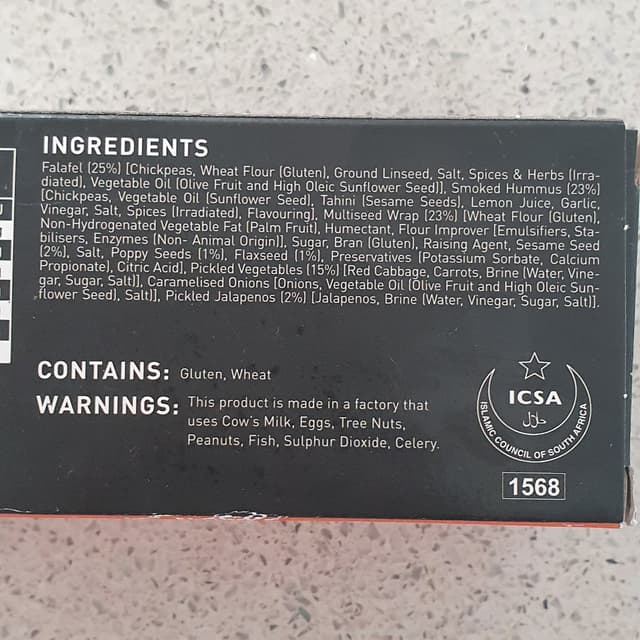 INGREDIENTS
Falafel (25%) [Chickpeas, Wheat Flour (Gluten), Ground Linseed, Salt, Spices & Herbs (Irra-
diated), Vegetable Oil (Olive Fruit and High Oleic Sunflower Seed)], Smoked Hummus (23%)
[Chickpeas, Vegetable Oil (Sunflower Seed), Tahini (Sesame Seeds), Lemon Juice, Garlic,
Vinegar, Salt, Spices (Irradiated), Flavouring], Multiseed Wrap (23%) [Wheat Flour (Gluten),
Non-Hydrogenated Vegetable Fat (Palm Fruit), Humectant, Flour Improver [Emulsifiers, Sta-
bilisers, Enzymes (Non- Animal Origin)], Sugar, Bran (Gluten), Raising Agent, Sesame Seed
(2%), Salt, Poppy Seeds (1%), Flaxseed (1%), Preservatives (Potassium Sorbate, Calcium
Propionate), Citric Acid], Pickled Vegetables (15%) [Red Cabbage, Carrots, Brine (Water, Vine-
gar, Sugar, Salt)], Caramelised Onions [Onions, Vegetable Oil (Olive Fruit and High Oleic Sun-
flower Seed), Salt)], Pickled Jalapenos (2%) [Jalapenos, Brine (Water, Vinegar, Sugar, Salt)].
CONTAINS: Gluten, Wheat
WARNINGS: This product is made in a factory that
uses Cow's Milk, Eggs, Tree Nuts,
Peanuts, Fish, Sulphur Dioxide, Celery.
ICSA
حلال
ISLAMIC COUNCIL OF SOUTH AFRICA
1568